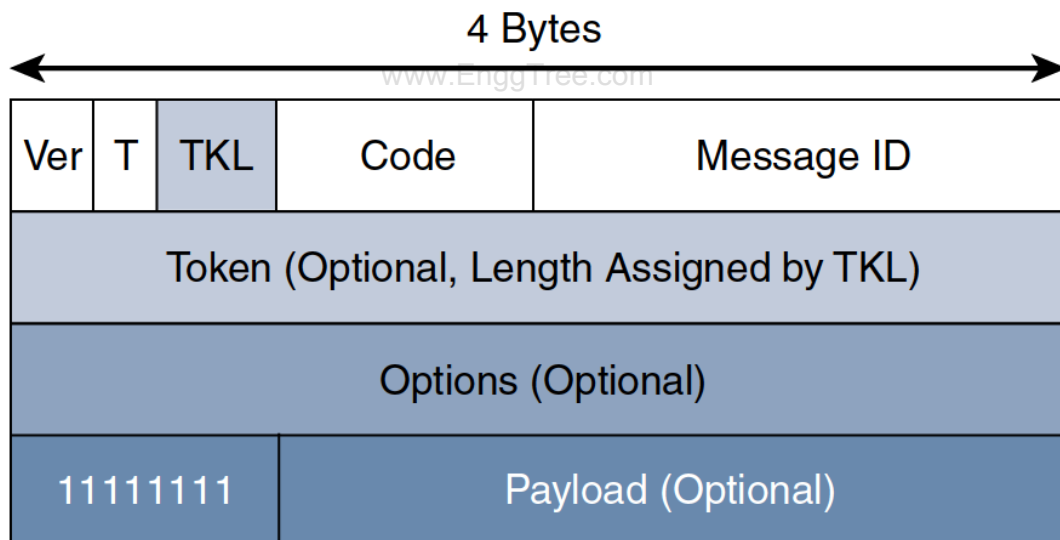 4 Bytes
www.EnggTree.com
Ver T TKL Code Message ID
Token (Optional, Length Assigned by TKL)
Options (Optional)
11111111 Payload (Optional)